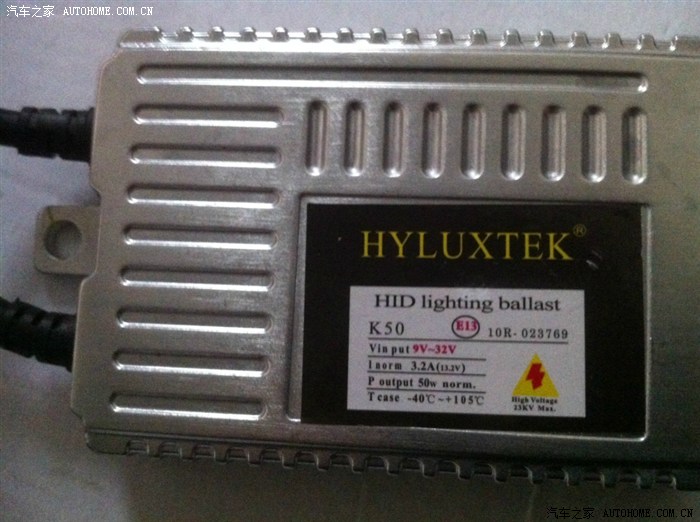 汽车之家 AUTOHOME.COM.CN
HYLUXTEK®
HID lighting ballast
K50 E13 10R-023769
Vin put 9V~32V
I norm 3.2A(13.2V)
P output 50w norm.
T case -40℃~+105℃
High Voltage
23KV Max.
汽车之家 AUTOHOME.COM.CN